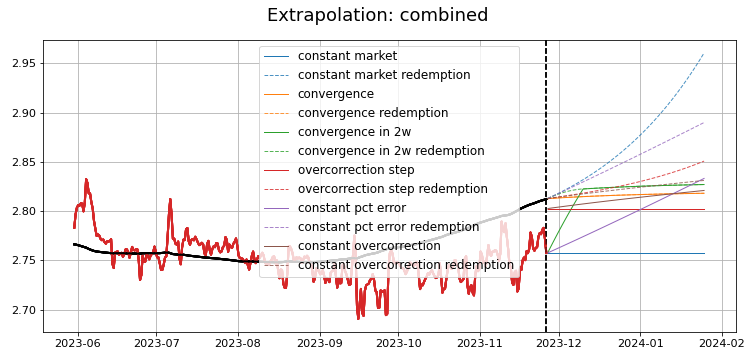 Extrapolation: combined
constant market
constant market redemption
convergence
convergence redemption
convergence in 2w
convergence in 2w redemption
overcorrection step
overcorrection step redemption
constant pct error
constant pct error redemption
constant overcorrection
constant overcorrection redemption
2.95
2.90
2.85
2.80
2.75
2.70
2023-06 2023-07 2023-08 2023-09 2023-10 2023-11 2023-12 2024-01 2024-02